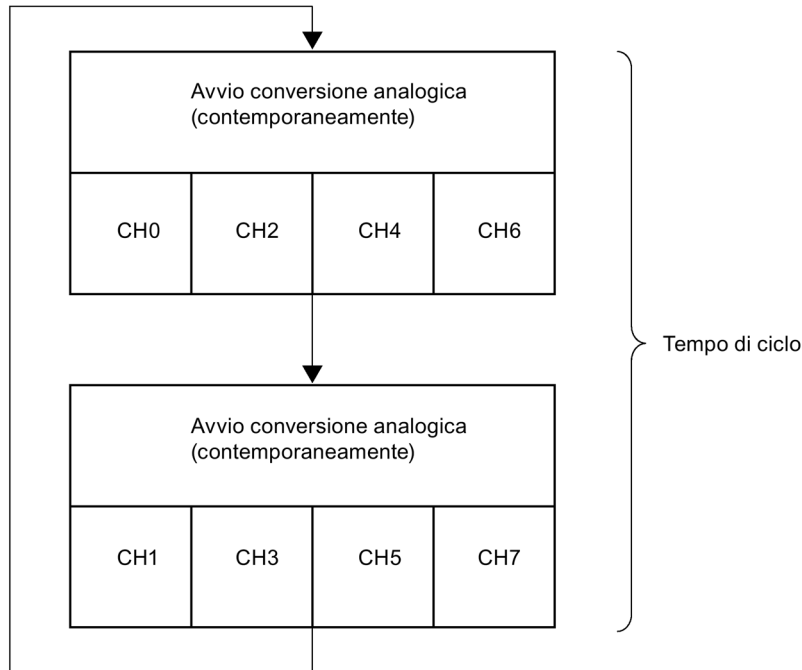 Avvio conversione analogica
(contemporaneamente)
CH0
CH2
CH4
CH6
Tempo di ciclo
Avvio conversione analogica
(contemporaneamente)
CH1
CH3
CH5
CH7